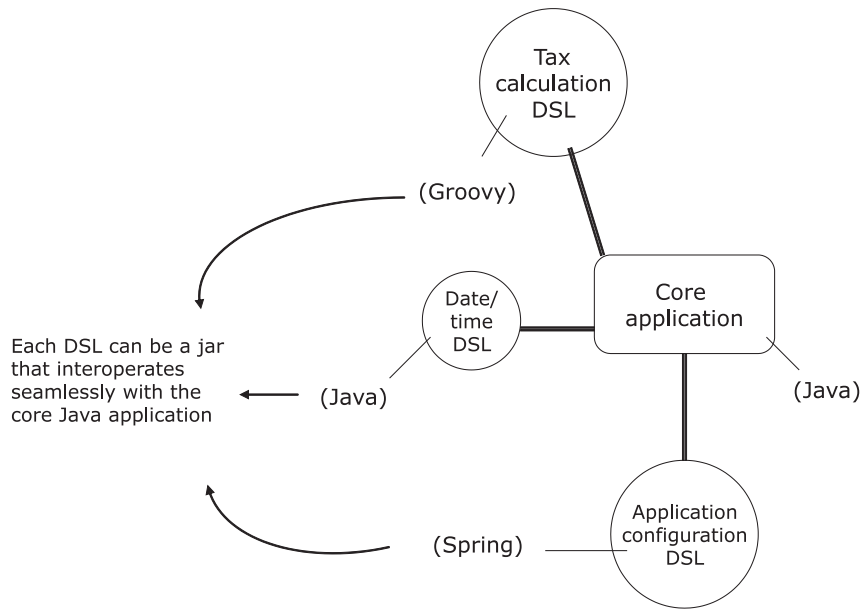 Tax
calculation
DSL
(Groovy)
Date/
time
DSL
Core
application
Each DSL can be a jar
that interoperates
seamlessly with the
core Java application
(Java)
(Java)
Application
configuration
DSL
(Spring)